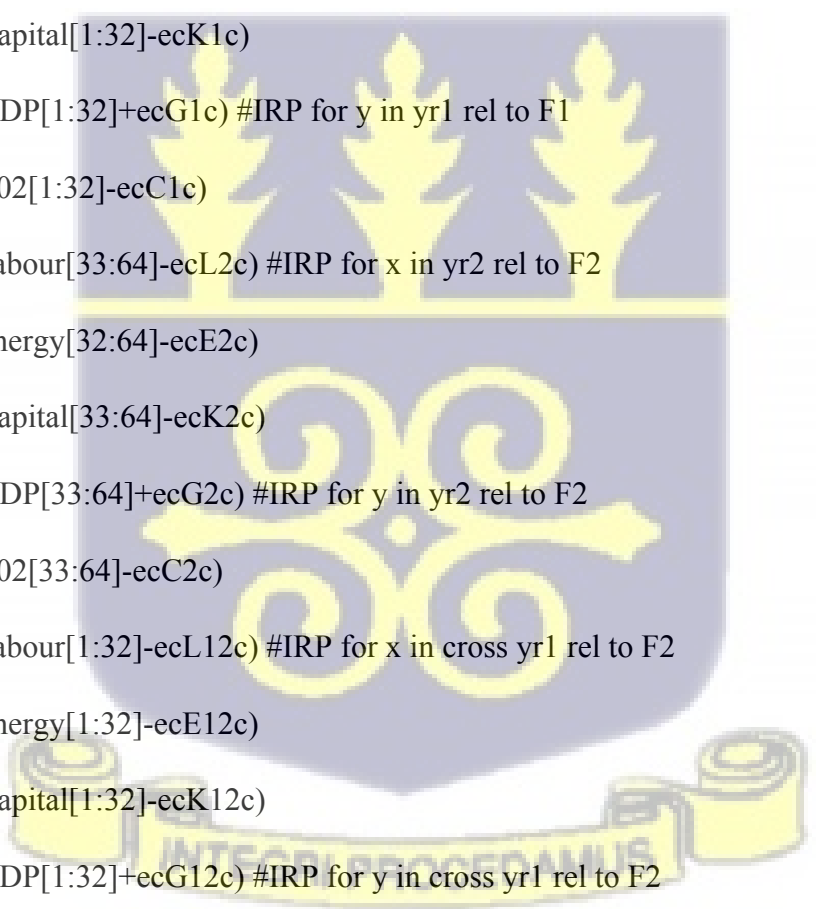 apital[1:32]-ecK1c)
DP[1:32]+ecG1c) #IRP for y in yr1 rel to F1
02[1:32]-ecC1c)
abour[33:64]-ecL2c) #IRP for x in yr2 rel to F2
nergy[32:64]-ecE2c)
apital[33:64]-ecK2c)
DP[33:64]+ecG2c) #IRP for y in yr2 rel to F2
02[33:64]-ecC2c)
abour[1:32]-ecL12c) #IRP for x in cross yr1 rel to F2
nergy[1:32]-ecE12c)
apital[1:32]-ecK12c)
INTEGRI PROCEDAMUS
DP[1:32]+ecG12c) #IRP for y in cross yr1 rel to F2